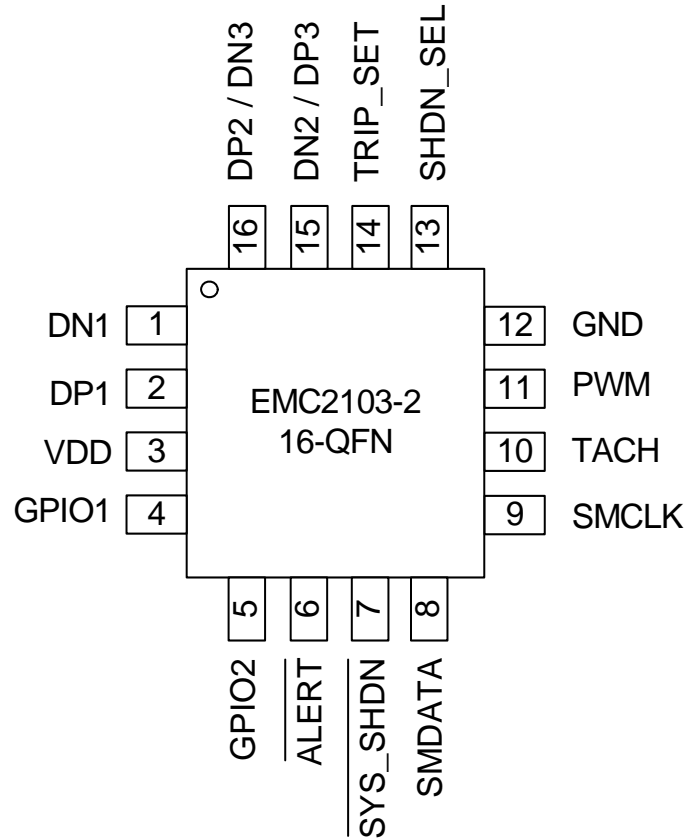 DP2 / DN3
DN2 / DP3
TRIP_SET
SHDN_SEL
16
15
14
13
DN1
1
12
GND
DP1
2
11
PWM
EMC2103-2
16-QFN
VDD
3
10
TACH
GPIO1
4
9
SMCLK
5
6
7
8
GPIO2
ALERT
SYS_SHDN
SMDATA